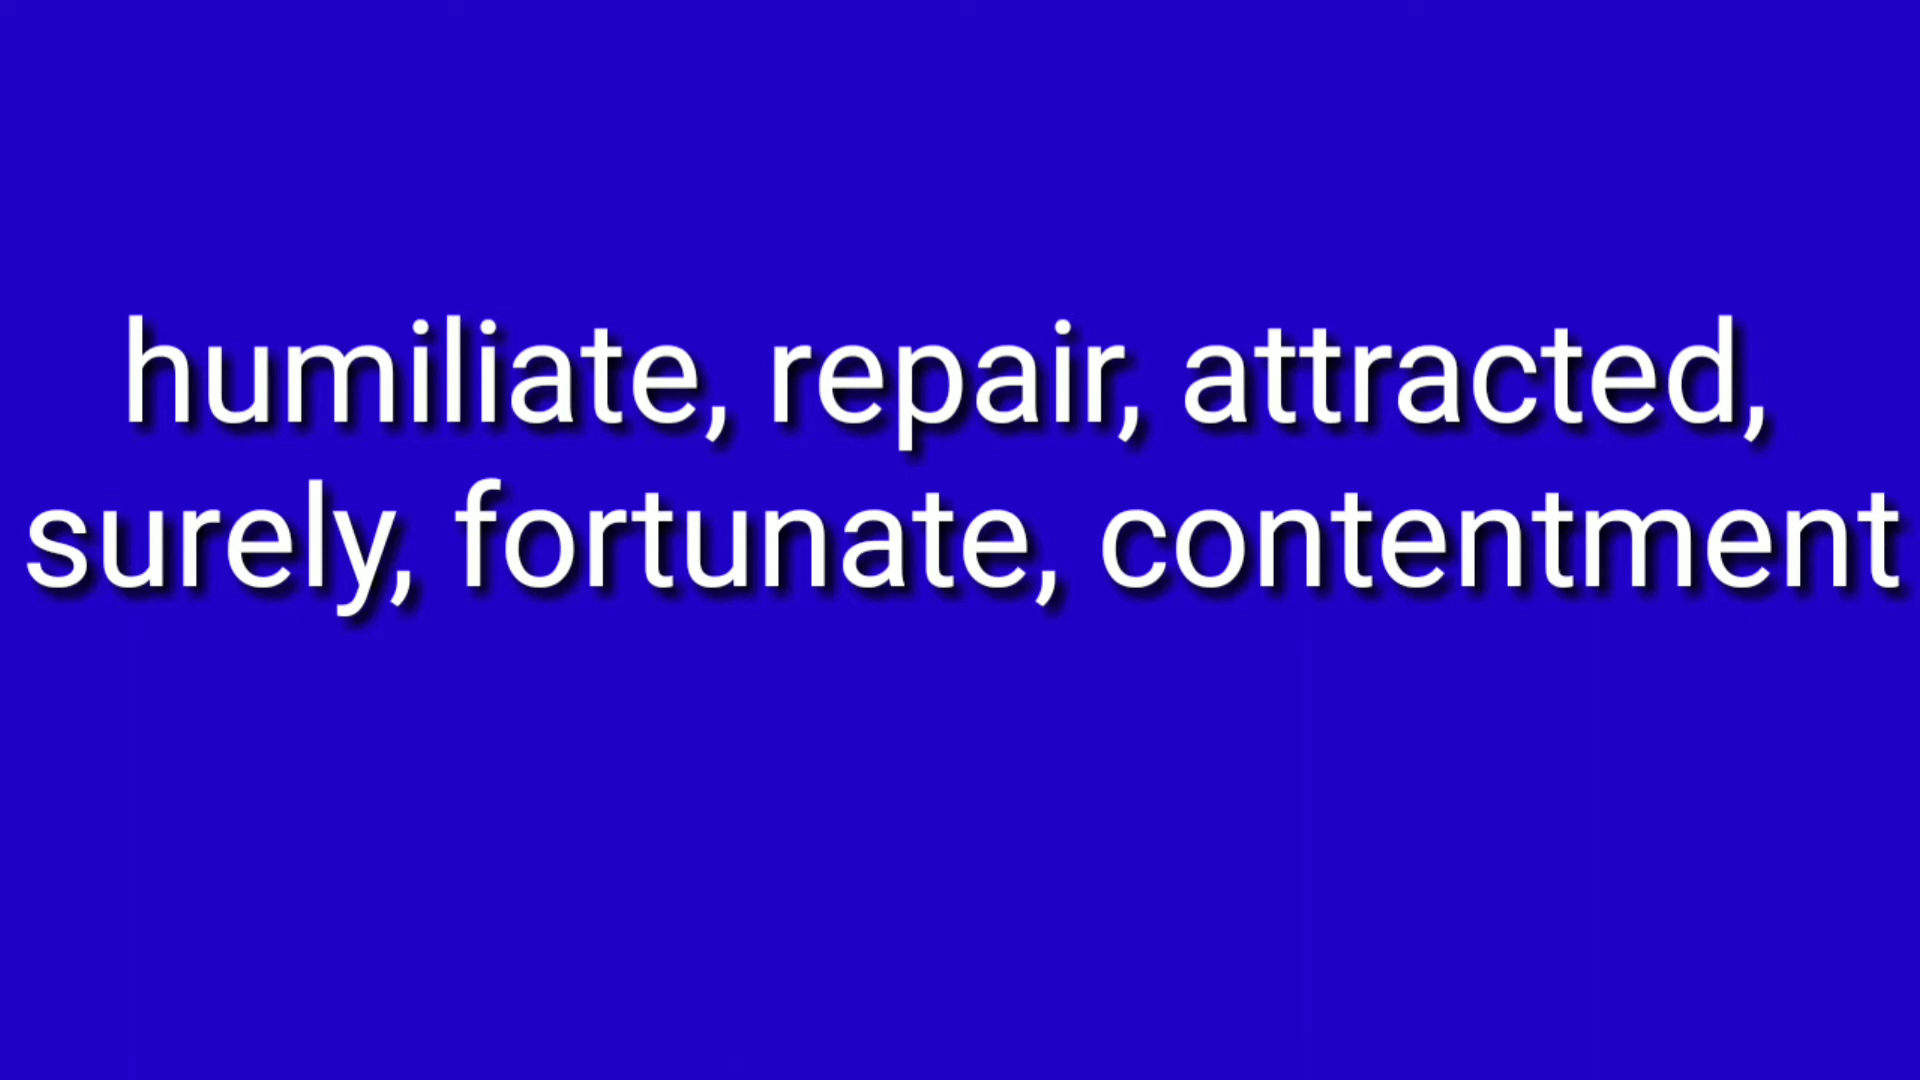 humiliate, repair, attracted,
surely, fortunate, contentment